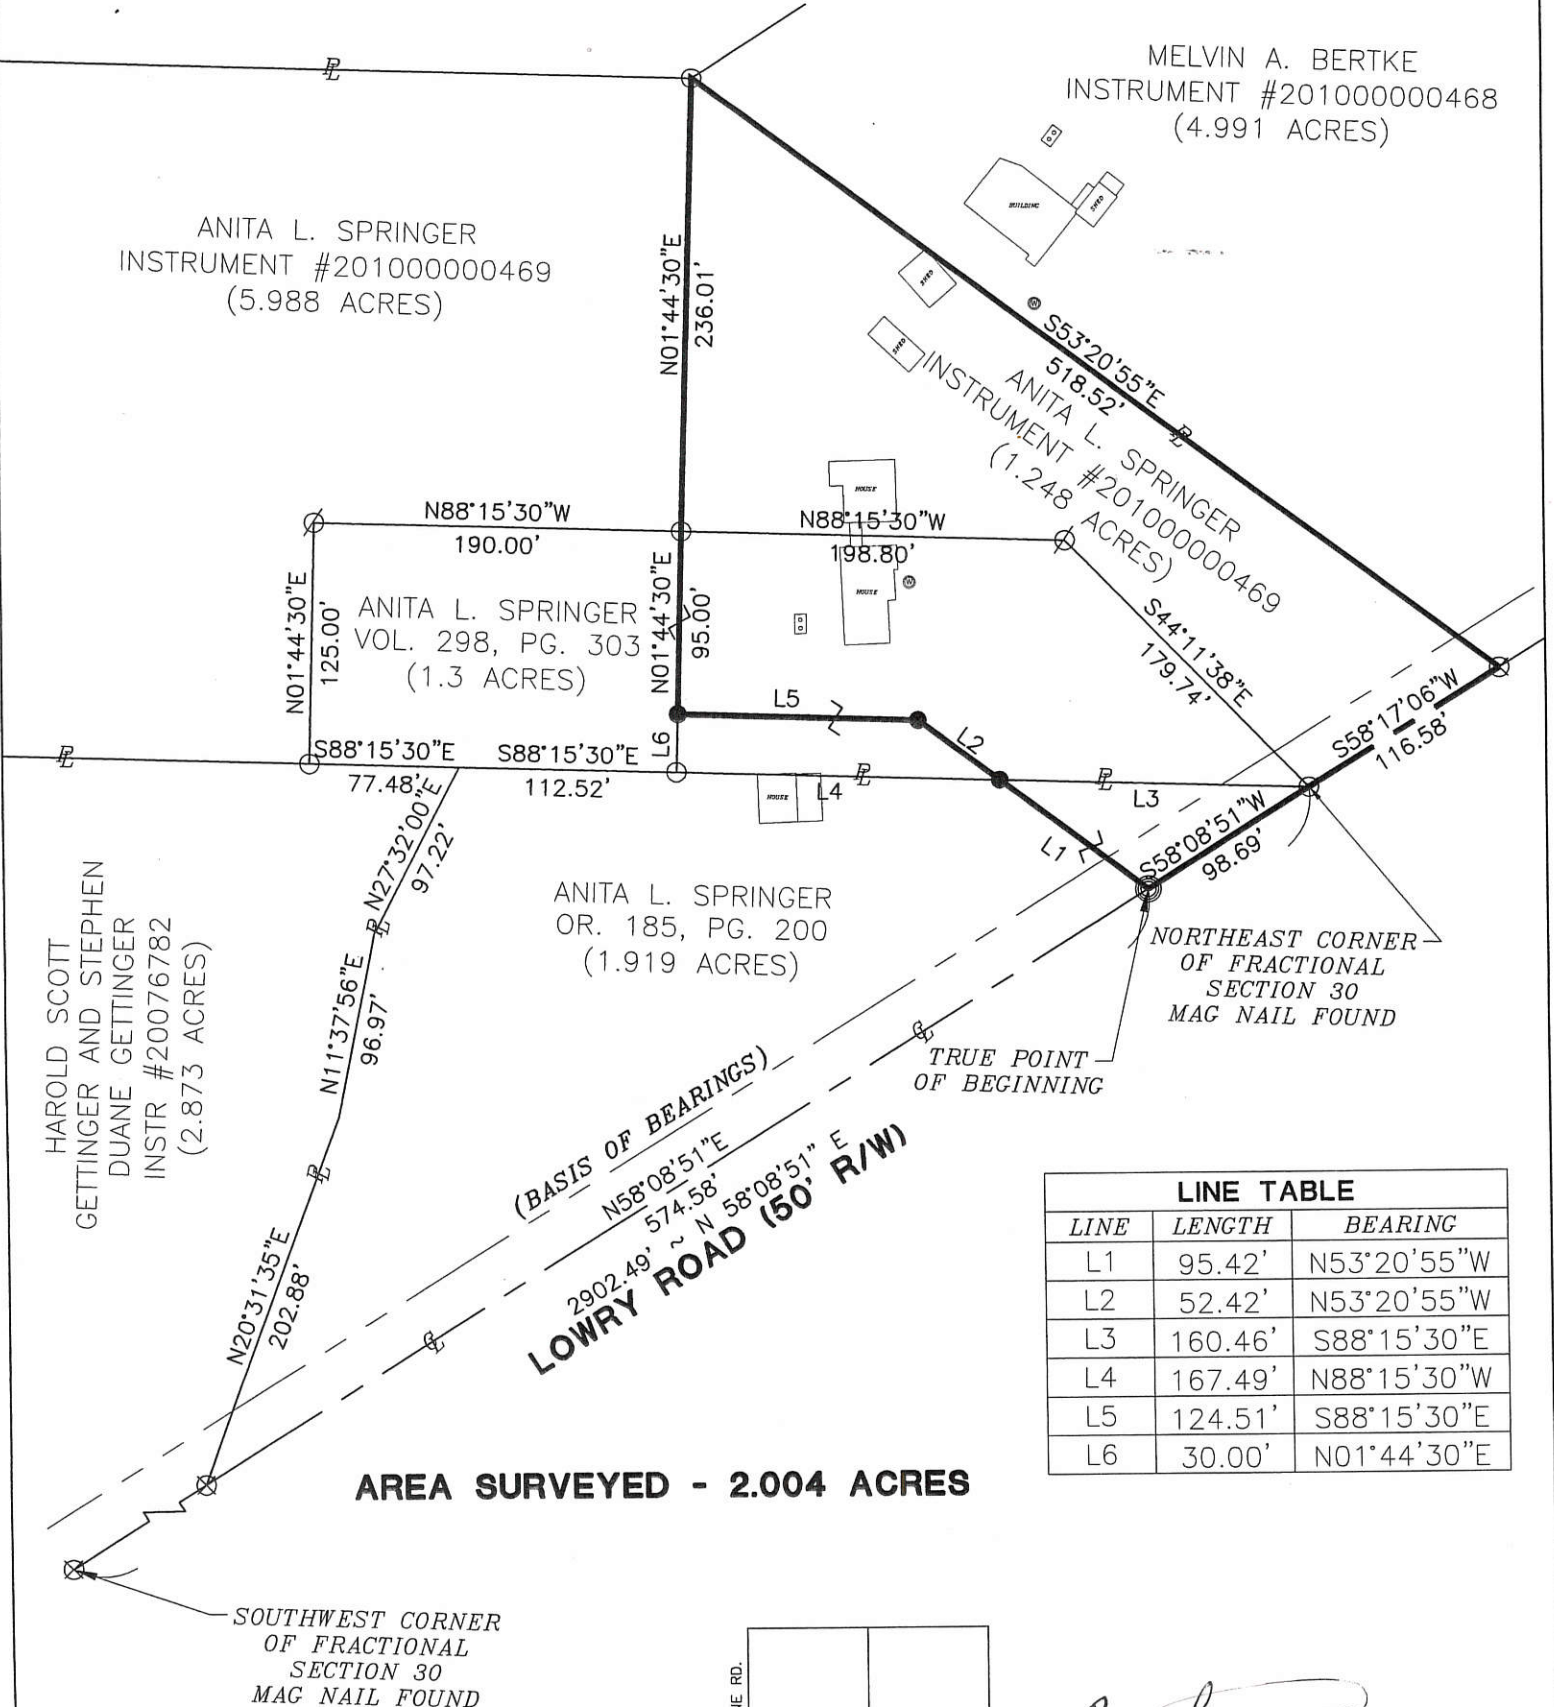 MELVIN A. BERTKE
INSTRUMENT #201000000468
(4.991 ACRES)
ANITA L. SPRINGER
INSTRUMENT #201000000469
(5.988 ACRES)
N01°44'30"E
236.01'
BUILDING
SHED
SHED
SHED
W
S53°20'55"E
518.52'
ANITA L. SPRINGER
INSTRUMENT #201000000469
(1.248 ACRES)
HOUSE
N88°15'30"W
190.00'
N88°15'30"W
198.80'
HOUSE
W
N01°44'30"E
125.00'
ANITA L. SPRINGER
VOL. 298, PG. 303
(1.3 ACRES)
N01°44'30"E
95.00'
S44°11'38"E
179.74'
S58°17'06"W
116.58'
L5
L2
L6
S88°15'30"E
77.48'
S88°15'30"E
112.52'
HOUSE
L4
L3
L1
S58°08'51"W
98.69'
N27°32'00"E
97.22'
HAROLD SCOTT
GETTINGER AND STEPHEN
DUANE GETTINGER
INSTR #20076782
(2.873 ACRES)
ANITA L. SPRINGER
OR. 185, PG. 200
(1.919 ACRES)
N11°37'56"E
96.97'
NORTHEAST CORNER
OF FRACTIONAL
SECTION 30
MAG NAIL FOUND
TRUE POINT
OF BEGINNING
(BASIS OF BEARINGS)
N58°08'51"E
574.58'
2902.49' ~ N 58°08'51" E
LOWRY ROAD (50' R/W)
N20°31'35"E
202.88'
LINE TABLE
LINE LENGTH BEARING
L1 95.42' N53°20'55"W
L2 52.42' N53°20'55"W
L3 160.46' S88°15'30"E
L4 167.49' N88°15'30"W
L5 124.51' S88°15'30"E
L6 30.00' N01°44'30"E
AREA SURVEYED - 2.004 ACRES
SOUTHWEST CORNER
OF FRACTIONAL
SECTION 30
MAG NAIL FOUND
RD.